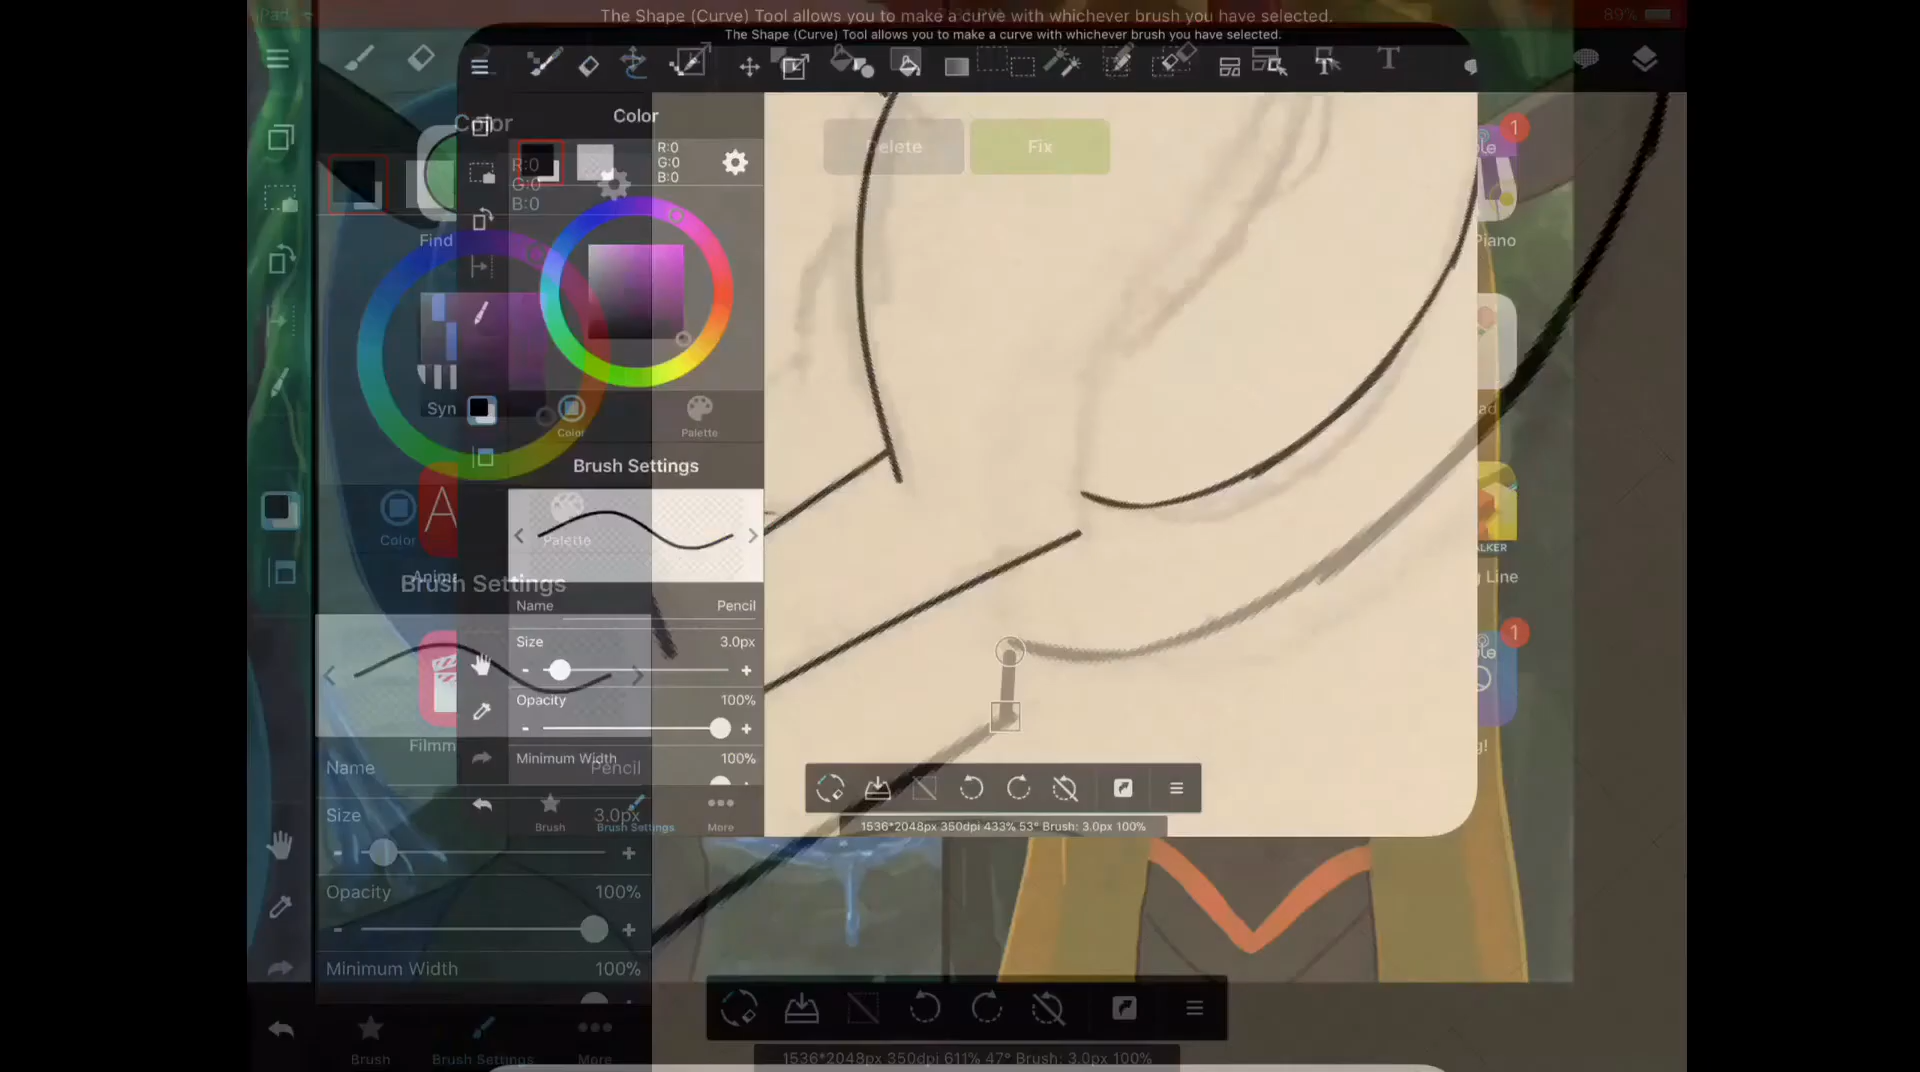 iPad
The Shape (Curve) Tool allows you to make a curve with whichever brush you have selected.
89%
The Shape (Curve) Tool allows you to make a curve with whichever brush you have selected.
Color
Color
R:0
G:0
B:0
R:0
G:0
B:0
Delete
Fix
1
Find
Piano
Syn
Color
Palette
Brush Settings
Color
Palette
Brush Settings
Name
Pencil
Size
3.0px
Opacity
100%
Minimum Width
100%
Filmm
Name
Pencil
Size
3.0px
Opacity
100%
Minimum Width
100%
ALKER
Line
1
Brush
Brush Settings
More
1536*2048px 350dpi 433% 53° Brush: 3.0px 100%
Brush
Brush Settings
More
1536*2048px 350dpi 611% 47° Brush: 3.0px 100%